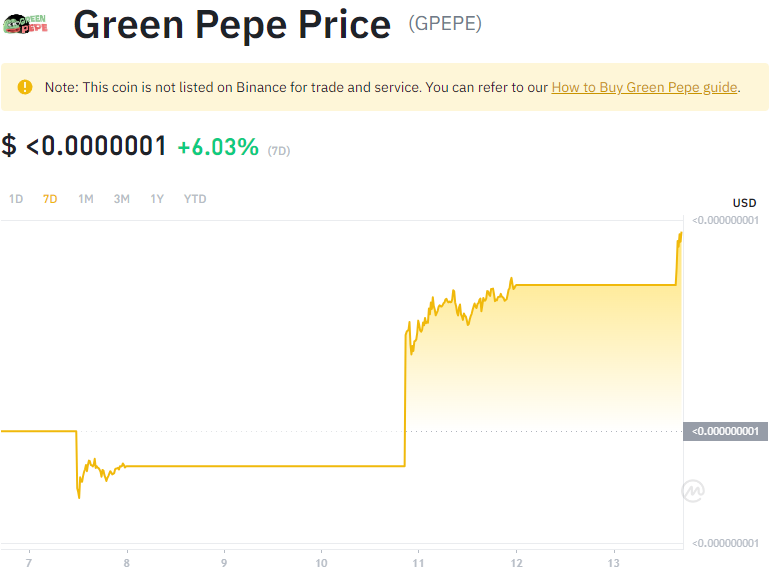 GREEN
PEPE
Green Pepe Price (GPEPE)
Note: This coin is not listed on Binance for trade and service. You can refer to our How to Buy Green Pepe guide.
$ <0.0000001 +6.03% (7D)
1D 7D 1M 3M 1Y YTD
USD
<0.000000001
<0.000000001
<0.000000001
7 8 9 10 11 12 13